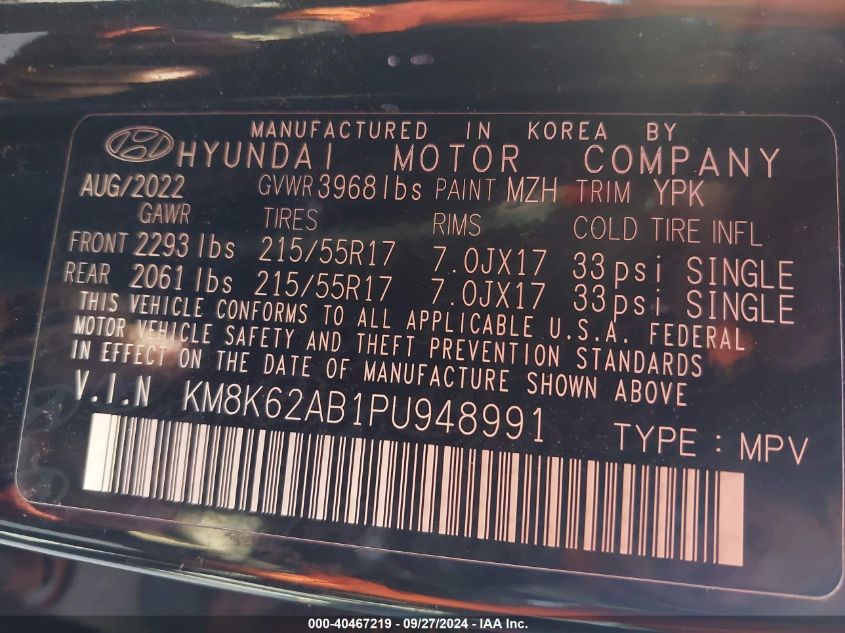 MANUFACTURED IN KOREA BY
HYUNDAI MOTOR COMPANY
AUG/2022 GVWR 3968 lbs PAINT MZH TRIM YPK
GAWR TIRES RIMS COLD TIRE INFL
FRONT 2293 lbs 215/55R17 7.0JX17 33psi SINGLE
REAR 2061 lbs 215/55R17 7.0JX17 33psi SINGLE
THIS VEHICLE CONFORMS TO ALL APPLICABLE U.S.A. FEDERAL
MOTOR VEHICLE SAFETY AND THEFT PREVENTION STANDARDS
IN EFFECT ON THE DATE OF MANUFACTURE SHOWN ABOVE
V.I.N KM8K62AB1PU948991 TYPE : MPV
000-40467219 - 09/27/2024 - IAA Inc.